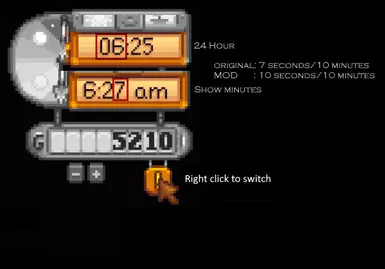 06:25
24 Hour
original: 7 seconds/10 minutes
MOD : 10 seconds/10 minutes
6:27 am
Show minutes
G 5210
Right click to switch